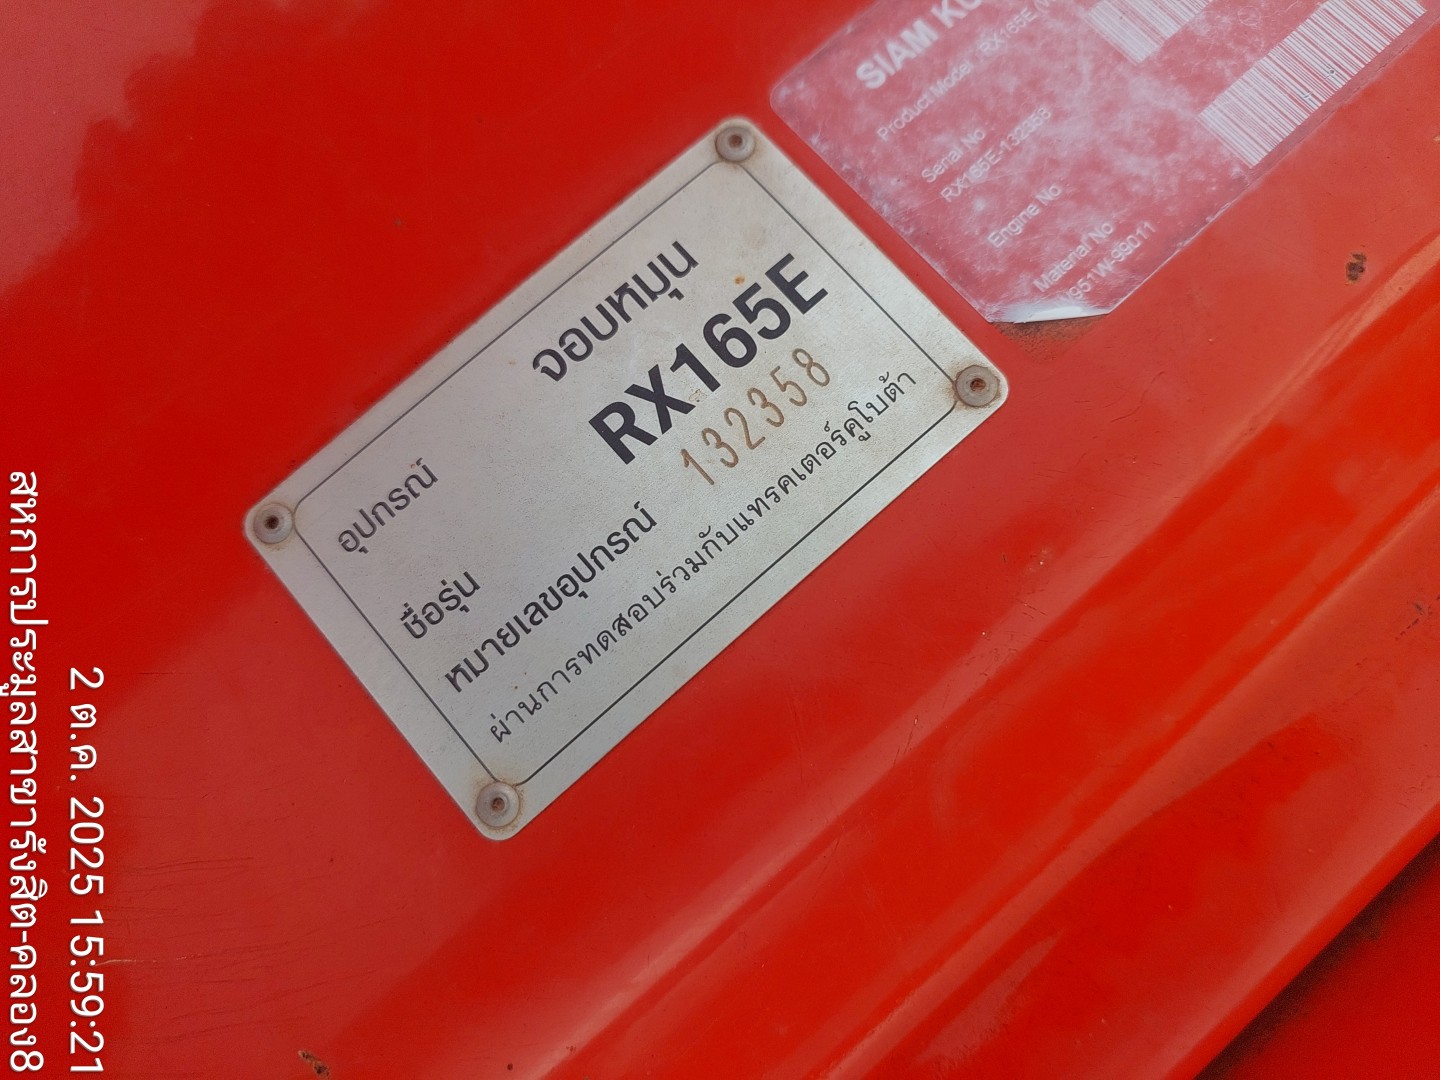 อุปกรณ์ จอบหมุน
ชื่อรุ่น RX165E
หมายเลขอุปกรณ์ 132358
ผ่านการทดสอบร่วมกับแทรคเตอร์คูโบต้า
SIAM
Product Model : RX165E
Serial No.
RX165E-132358
Engine No.
Material No.
W-99011
2 ต.ค. 2025 15:59:21
สหการประมูลสาขารังสิต-คลอง8